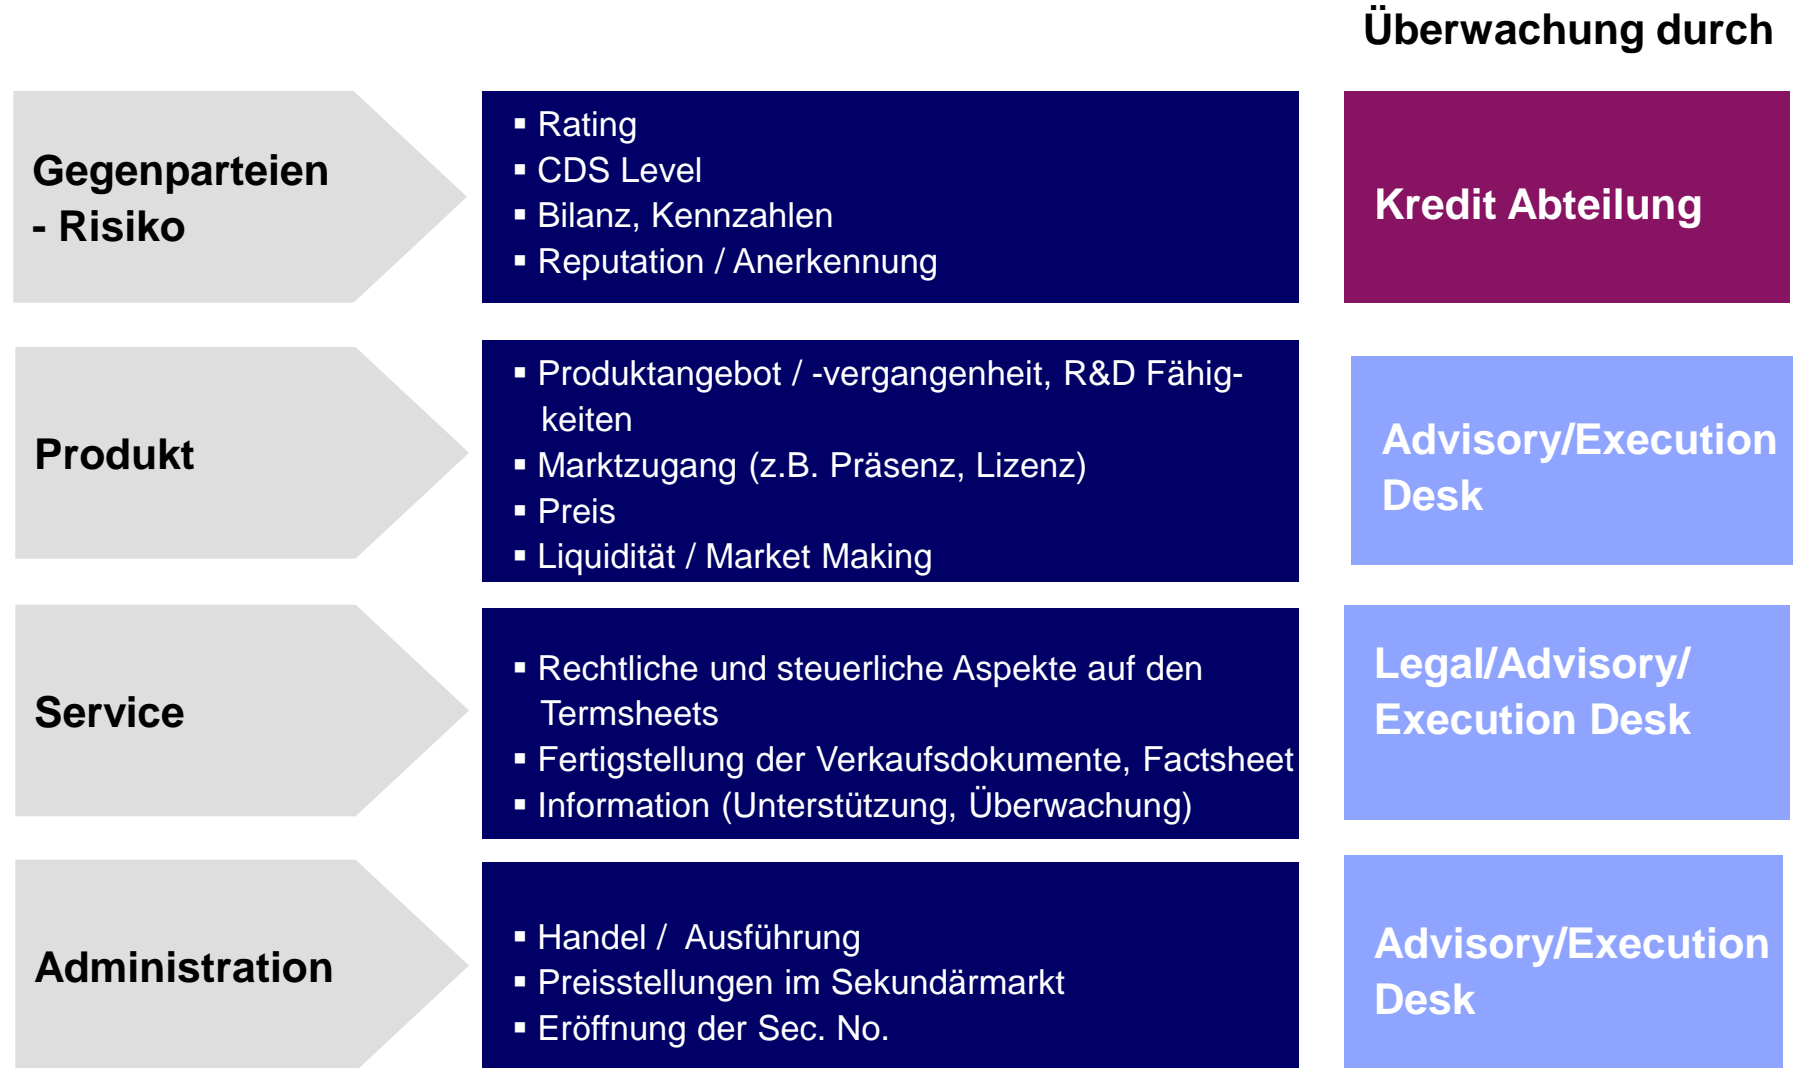 Überwachung durch
Gegenparteien
- Risiko
▪ Rating
▪ CDS Level
▪ Bilanz, Kennzahlen
▪ Reputation / Anerkennung
Kredit Abteilung
Produkt
▪ Produktangebot / -vergangenheit, R&D Fähig-
keiten
▪ Marktzugang (z.B. Präsenz, Lizenz)
▪ Preis
▪ Liquidität / Market Making
Advisory/Execution
Desk
Service
▪ Rechtliche und steuerliche Aspekte auf den
Termsheets
▪ Fertigstellung der Verkaufsdokumente, Factsheet
▪ Information (Unterstützung, Überwachung)
Legal/Advisory/
Execution Desk
Administration
▪ Handel / Ausführung
▪ Preisstellungen im Sekundärmarkt
▪ Eröffnung der Sec. No.
Advisory/Execution
Desk